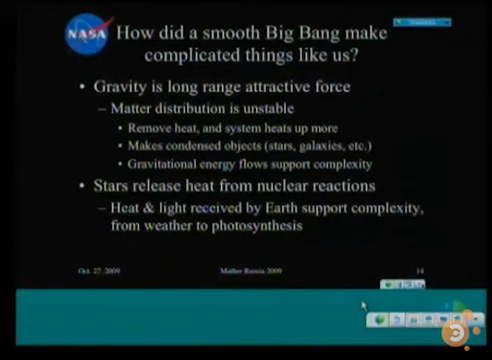 NASA
How did a smooth Big Bang make
complicated things like us?
• Gravity is long range attractive force
– Matter distribution is unstable
• Remove heat, and system heats up more
• Makes condensed objects (stars, galaxies, etc.)
• Gravitational energy flows support complexity
• Stars release heat from nuclear reactions
– Heat & light received by Earth support complexity,
from weather to photosynthesis
Oct. 27, 2009 Mather Russia 2009 14